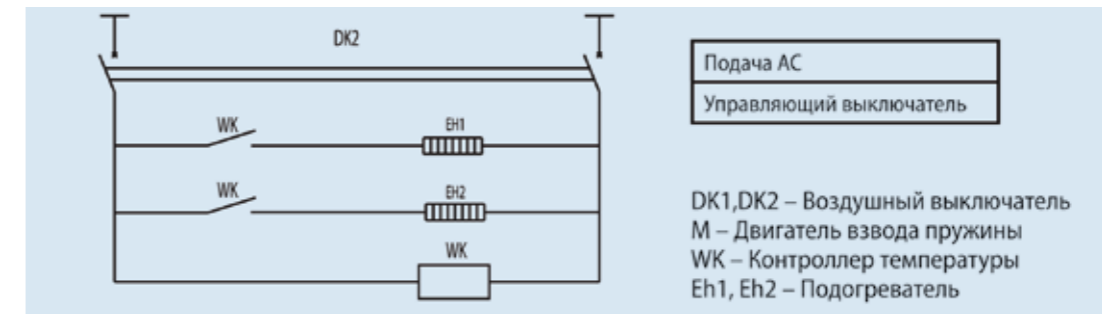 DK2
Подача АС
Управляющий выключатель
WK
EH1
WK
EH2
WK
DK1,DK2 – Воздушный выключатель
М – Двигатель взвода пружины
WK – Контроллер температуры
Eh1, Eh2 – Подогреватель